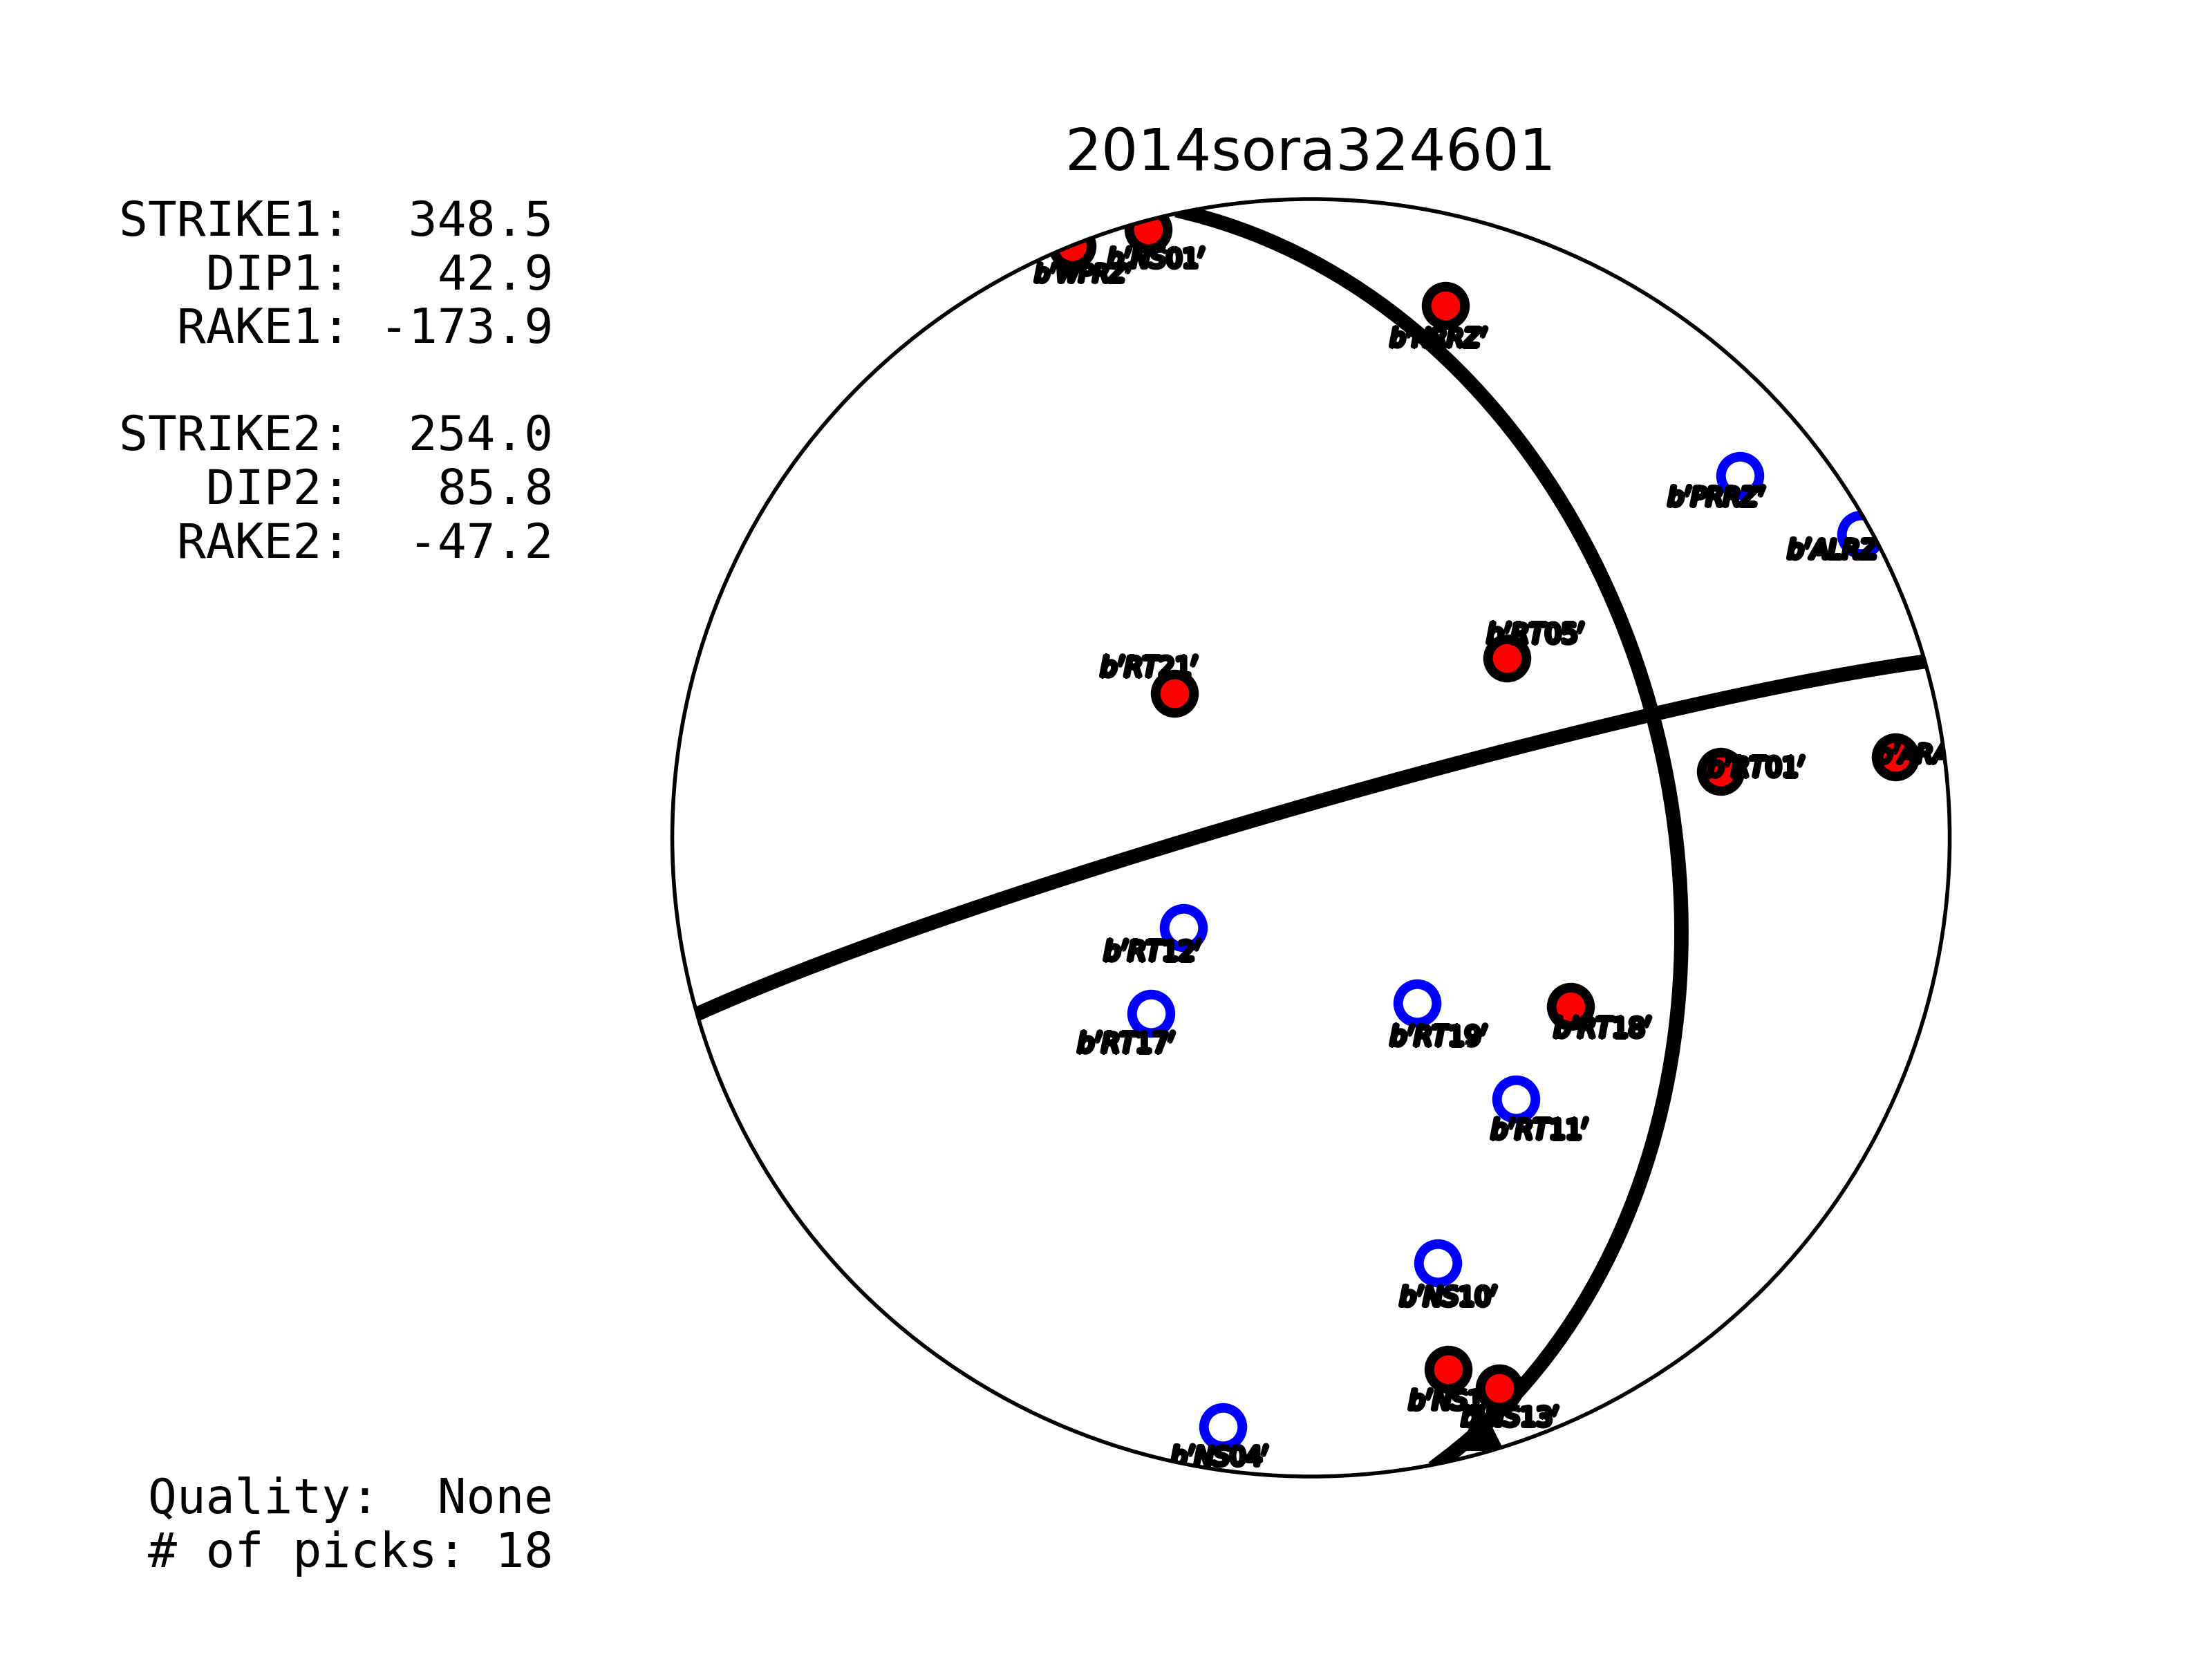 2014sora324601
STRIKE1: 348.5
DIP1: 42.9
RAKE1: -173.9
STRIKE2: 254.0
DIP2: 85.8
RAKE2: -47.2
b'NS01'
b'WPRZ'
b'PRRZ'
b'ALRZ
b'RT05'
b'RT21'
b'RT01'
b'RT12'
b'RT17'
b'RT19'
b'RT18'
b'RT11'
b'NS10'
b'NS13'
b'NS04'
Quality: None
# of picks: 18